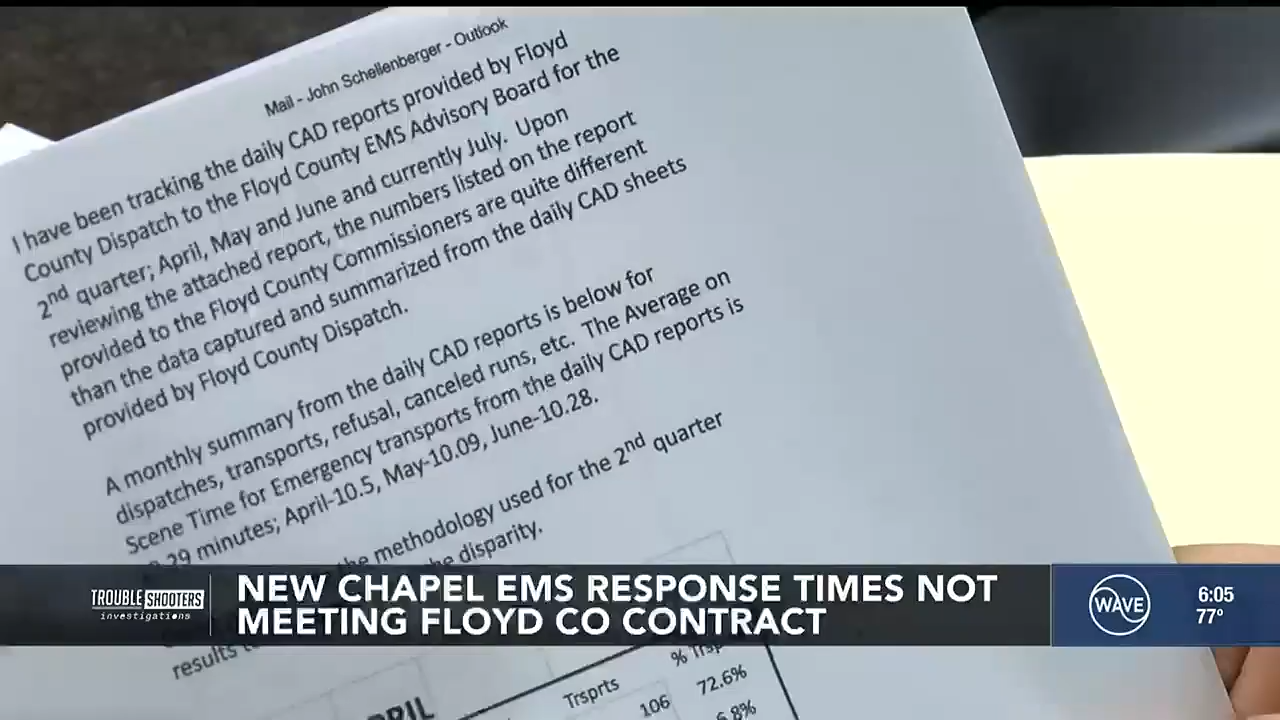 Mail - John Schellenberger - Outlook
I have been tracking the daily CAD reports provided by Floyd
County Dispatch to the Floyd County EMS Advisory Board for the
2nd quarter; April, May and June and currently July. Upon
reviewing the attached report, the numbers listed on the report
provided to the Floyd County Commissioners are quite different
than the data captured and summarized from the daily CAD sheets
provided by Floyd County Dispatch.
A monthly summary from the daily CAD reports is below for
dispatches, transports, refusal, canceled runs, etc. The Average on
Scene Time for Emergency transports from the daily CAD reports is
29 minutes; April-10.5, May-10.09, June-10.28.
the methodology used for the 2nd quarter
the disparity.
results
Trsprts
106 72.6%
TROUBLE SHOOTERS
investigations
NEW CHAPEL EMS RESPONSE TIMES NOT
MEETING FLOYD CO CONTRACT
WAVE
6:05
77°